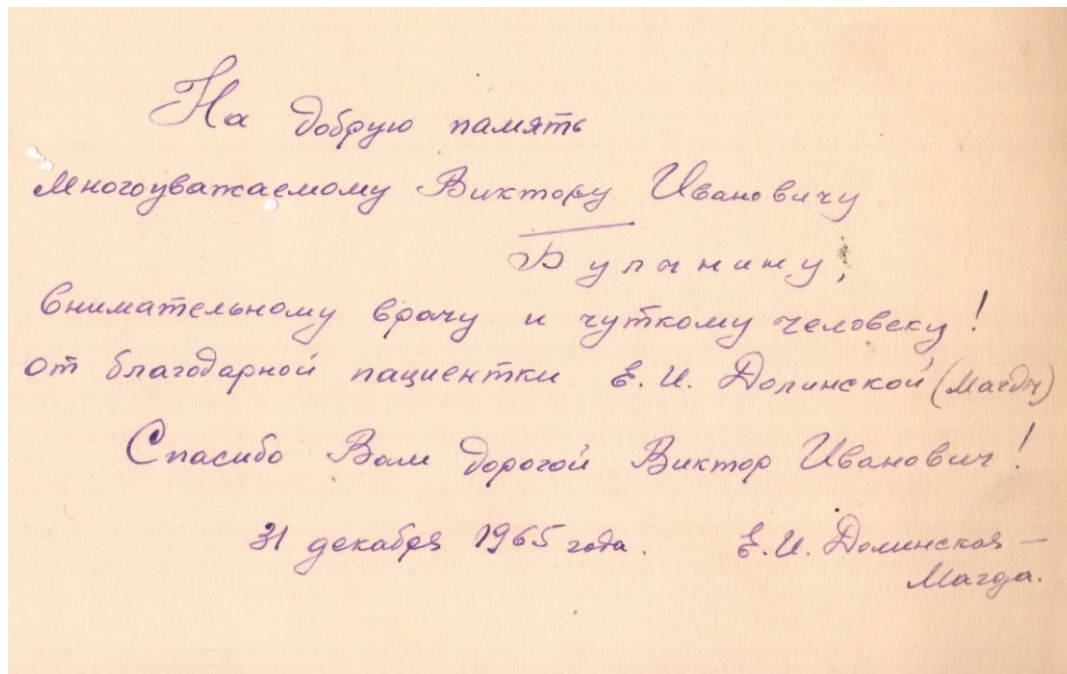 На добрую память
Многоуважаемому Виктору Ивановичу
Булынину,
внимательному врачу и чуткому человеку!
от благодарной пациентки Е. И. Долинской (Магды)
Спасибо Вам дорогой Виктор Иванович!
31 декабря 1965 года. Е. И. Долинская —
Магда.